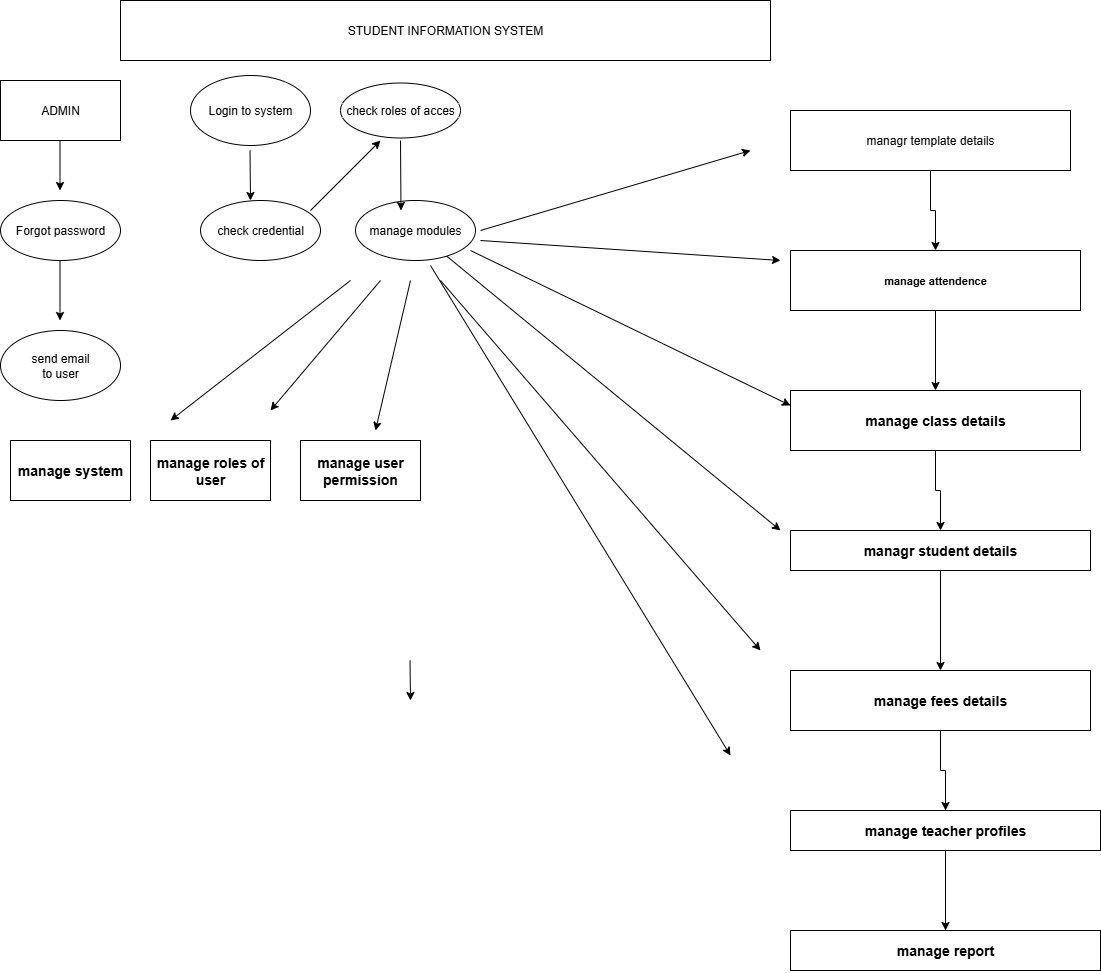 STUDENT INFORMATION SYSTEM
ADMIN
Login to system
check roles of acces
managr template details
Forgot password
check credential
manage modules
manage attendence
send email
to user
manage class details
manage system
manage roles of
user
manage user
permission
managr student details
manage fees details
manage teacher profiles
manage report